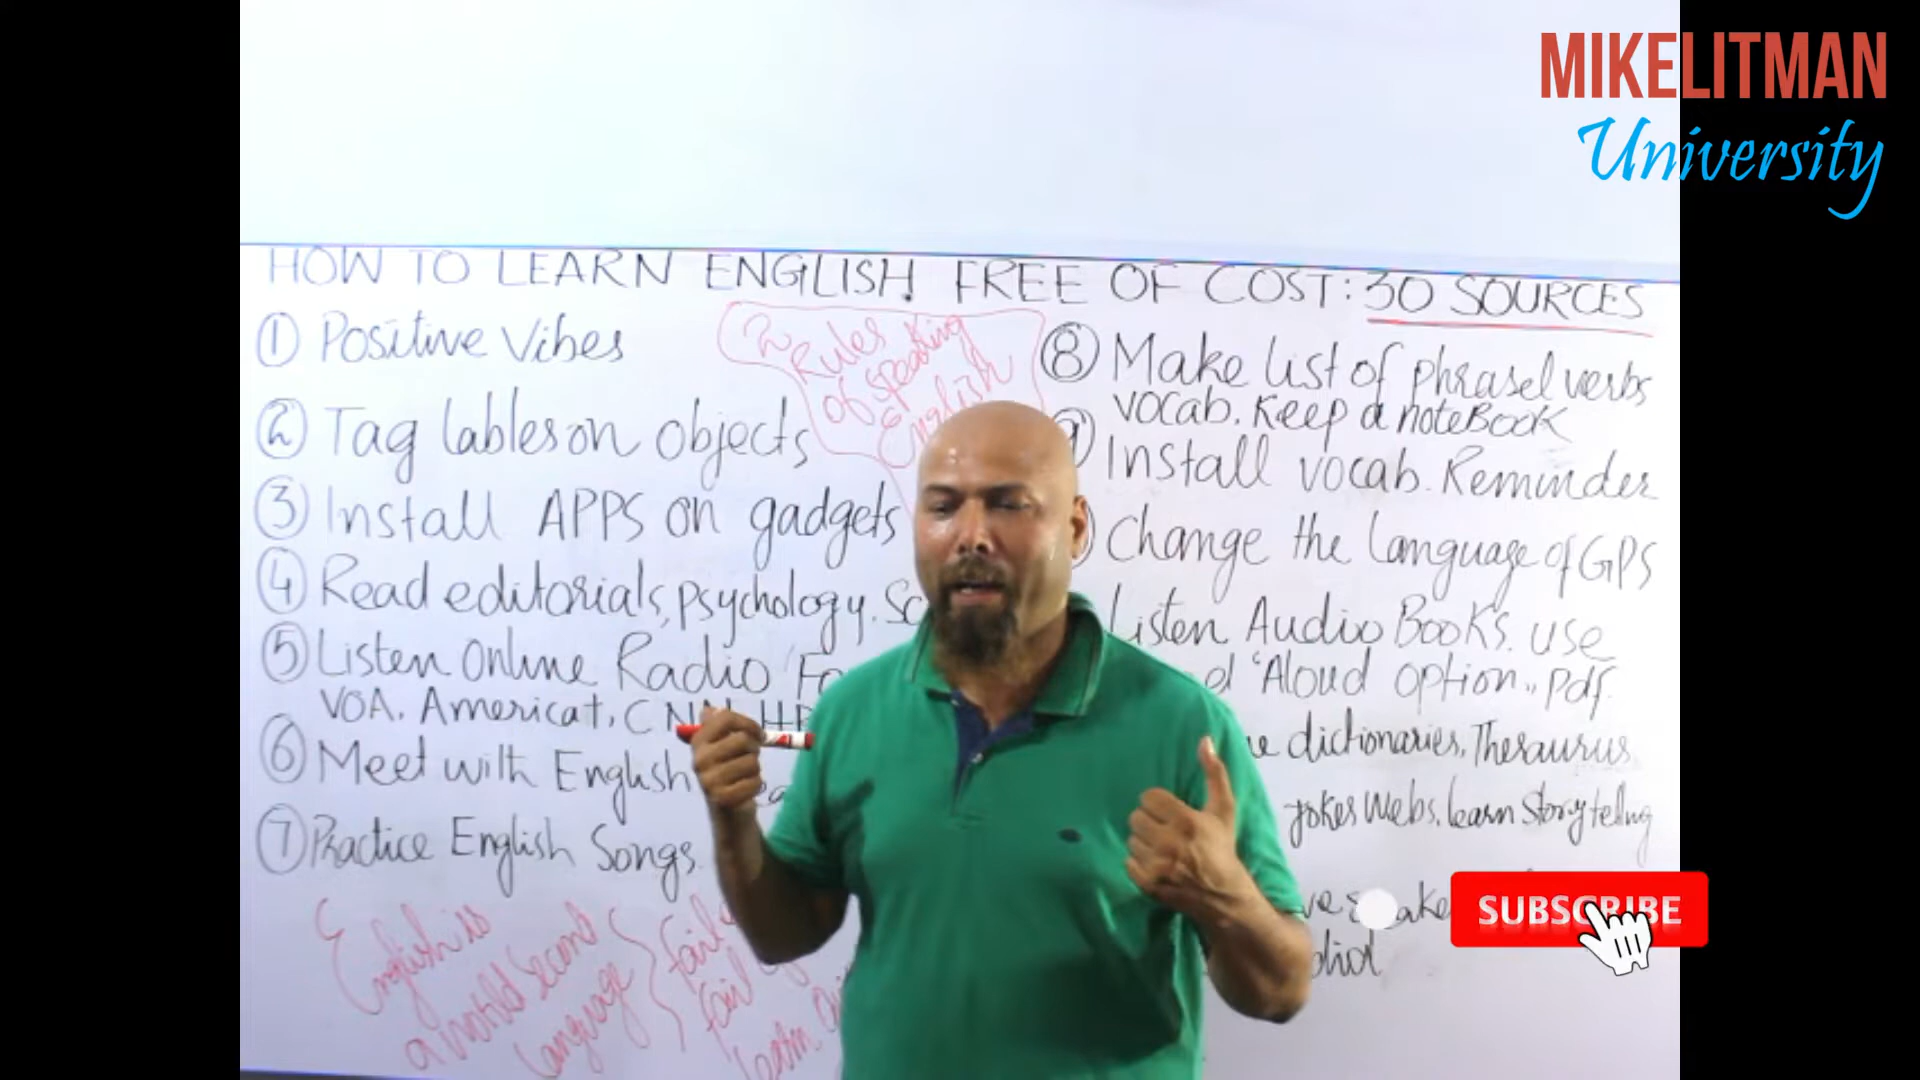 MIKELITMAN
University
HOW TO LEARN ENGLISH FREE OF COST: 30 SOURCES
① Positive Vibes
② Tag lables on objects
③ Install APPS on gadgets
④ Read editorials, psychology.
⑤ Listen Online Radio
VOA. Americat, CNN
⑥ Meet with English
⑦ Practice English Songs.
2 Rules
of speaking
English
⑧ Make list of phrasel verbs
vocab. Keep a noteBook
Install vocab. Reminder
Change the language of GPS
Listen Audio Books. use
'Aloud option,, pdf.
dictionaries, Thesaurus
Jokes Webs. learn Storyteling
English is
a world second
language
fail
learn
SUBSCRIBE